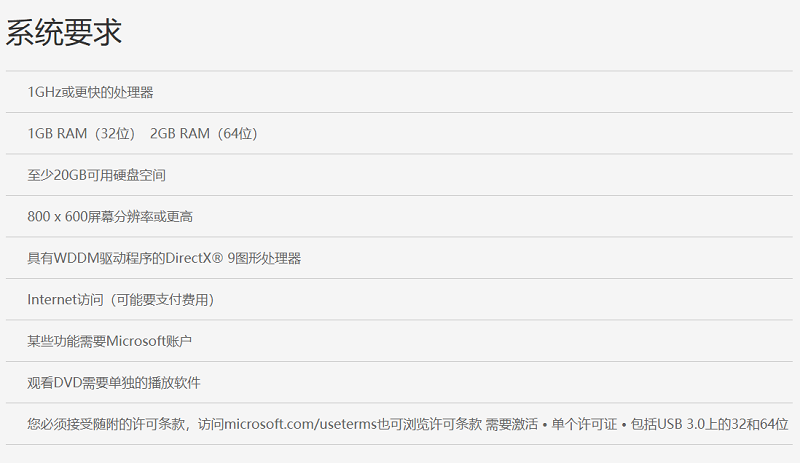 系统要求
1GHz或更快的处理器
1GB RAM（32位） 2GB RAM（64位）
至少20GB可用硬盘空间
800 x 600屏幕分辨率或更高
具有WDDM驱动程序的DirectX® 9图形处理器
Internet访问（可能要支付费用）
某些功能需要Microsoft账户
观看DVD需要单独的播放软件
您必须接受随附的许可条款，访问microsoft.com/useterms也可浏览许可条款 需要激活 • 单个许可证 • 包括USB 3.0上的32和64位